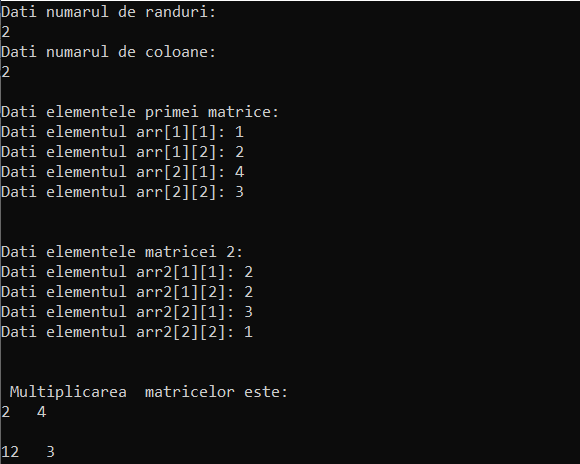 Dati numarul de randuri:
2
Dati numarul de coloane:
2
Dati elementele primei matrice:
Dati elementul arr[1][1]: 1
Dati elementul arr[1][2]: 2
Dati elementul arr[2][1]: 4
Dati elementul arr[2][2]: 3
Dati elementele matricei 2:
Dati elementul arr2[1][1]: 2
Dati elementul arr2[1][2]: 2
Dati elementul arr2[2][1]: 3
Dati elementul arr2[2][2]: 1
Multiplicarea  matricelor este:
2   4
12   3